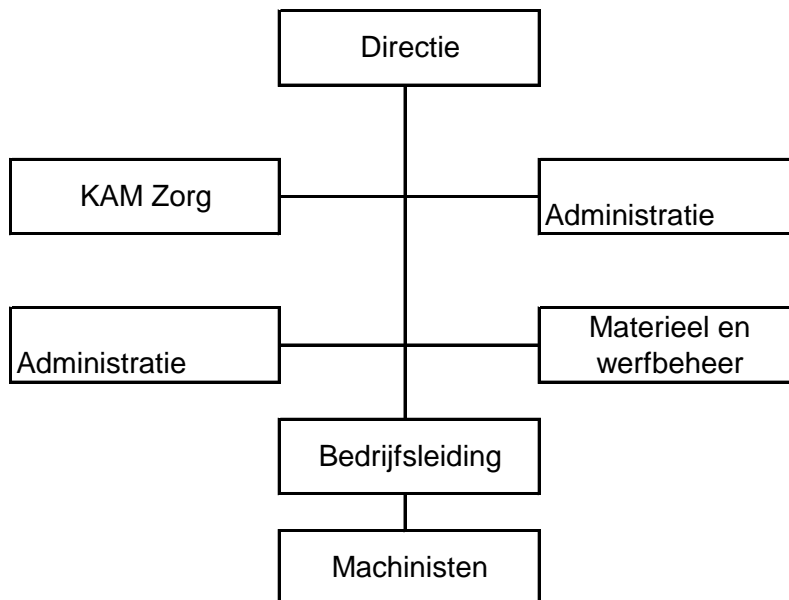 Directie
KAM Zorg
Administratie
Administratie
Materieel en
werfbeheer
Bedrijfsleiding
Machinisten